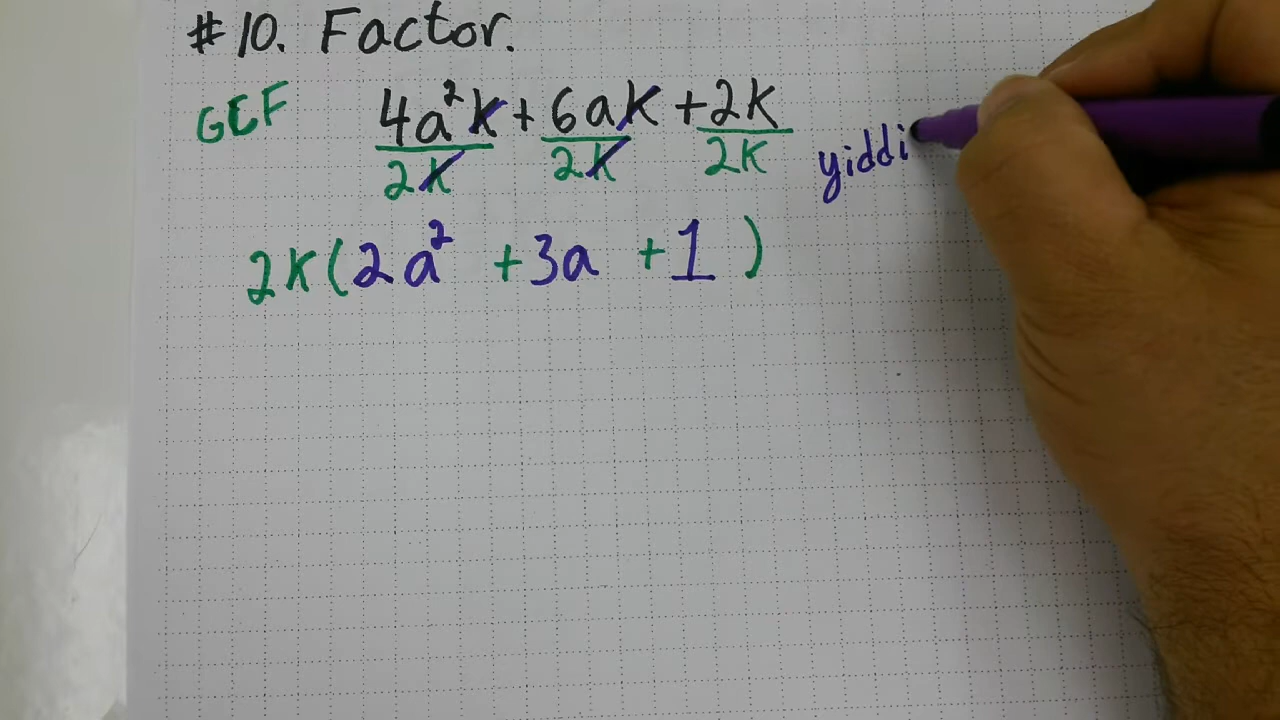 #10. Factor.
GCF 4a²k + 6ak + 2k yiddi
2k 2k 2k
2k(2a² + 3a + 1)